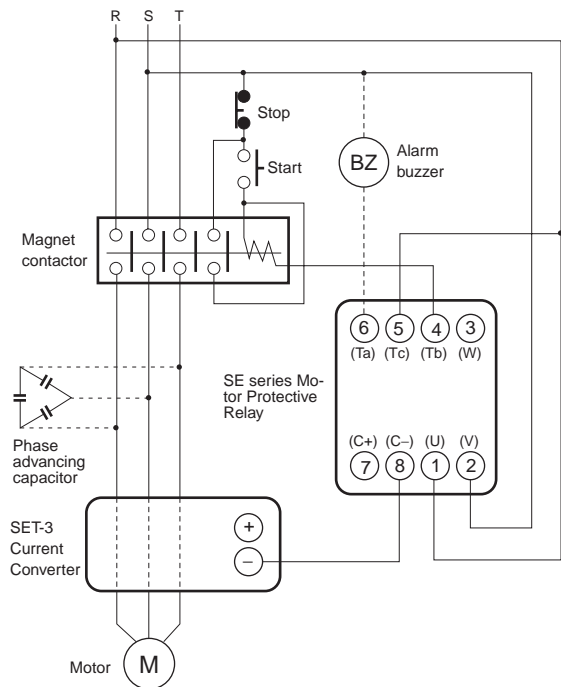 R S T
Stop
Start
BZ
Alarm
buzzer
Magnet
contactor
6 5 4 3
(Ta) (Tc) (Tb) (W)
SE series Mo-
tor Protective
Relay
(C+) (C−) (U) (V)
7 8 1 2
Phase
advancing
capacitor
SET-3
Current
Converter
+
−
Motor
M